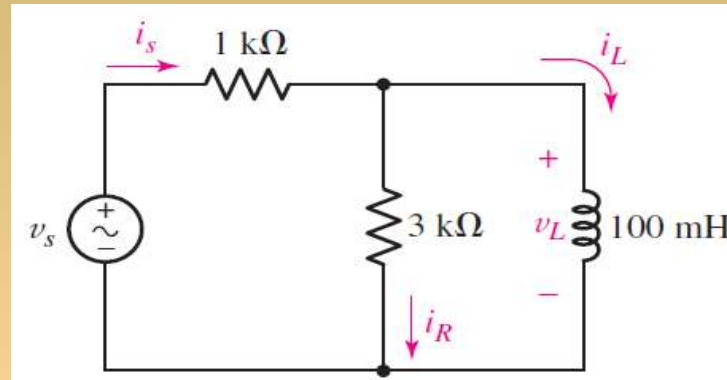 i_s
1 kΩ
i_L
+
v_s
+
−
3 kΩ
v_L
100 mH
−
i_R